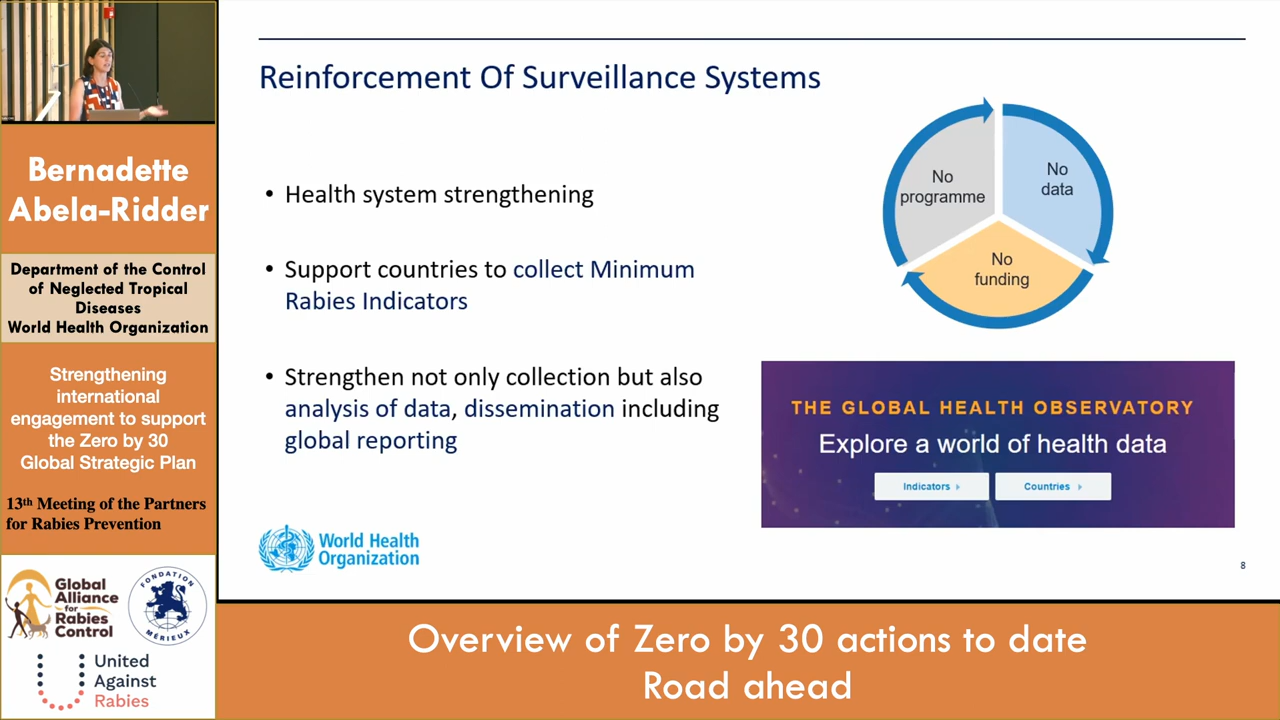 Bernadette
Abela-Ridder
Department of the Control
of Neglected Tropical
Diseases
World Health Organization
Strengthening
international
engagement to support
the Zero by 30
Global Strategic Plan
13th Meeting of the Partners
for Rabies Prevention
Global
Alliance
for
Rabies
Control
FONDATION
MÉRIEUX
United
Against
Rabies
Reinforcement Of Surveillance Systems
• Health system strengthening
• Support countries to collect Minimum
Rabies Indicators
• Strengthen not only collection but also
analysis of data, dissemination including
global reporting
No
programme
No
data
No
funding
THE GLOBAL HEALTH OBSERVATORY
Explore a world of health data
Indicators
Countries
World Health
Organization
8
Overview of Zero by 30 actions to date
Road ahead